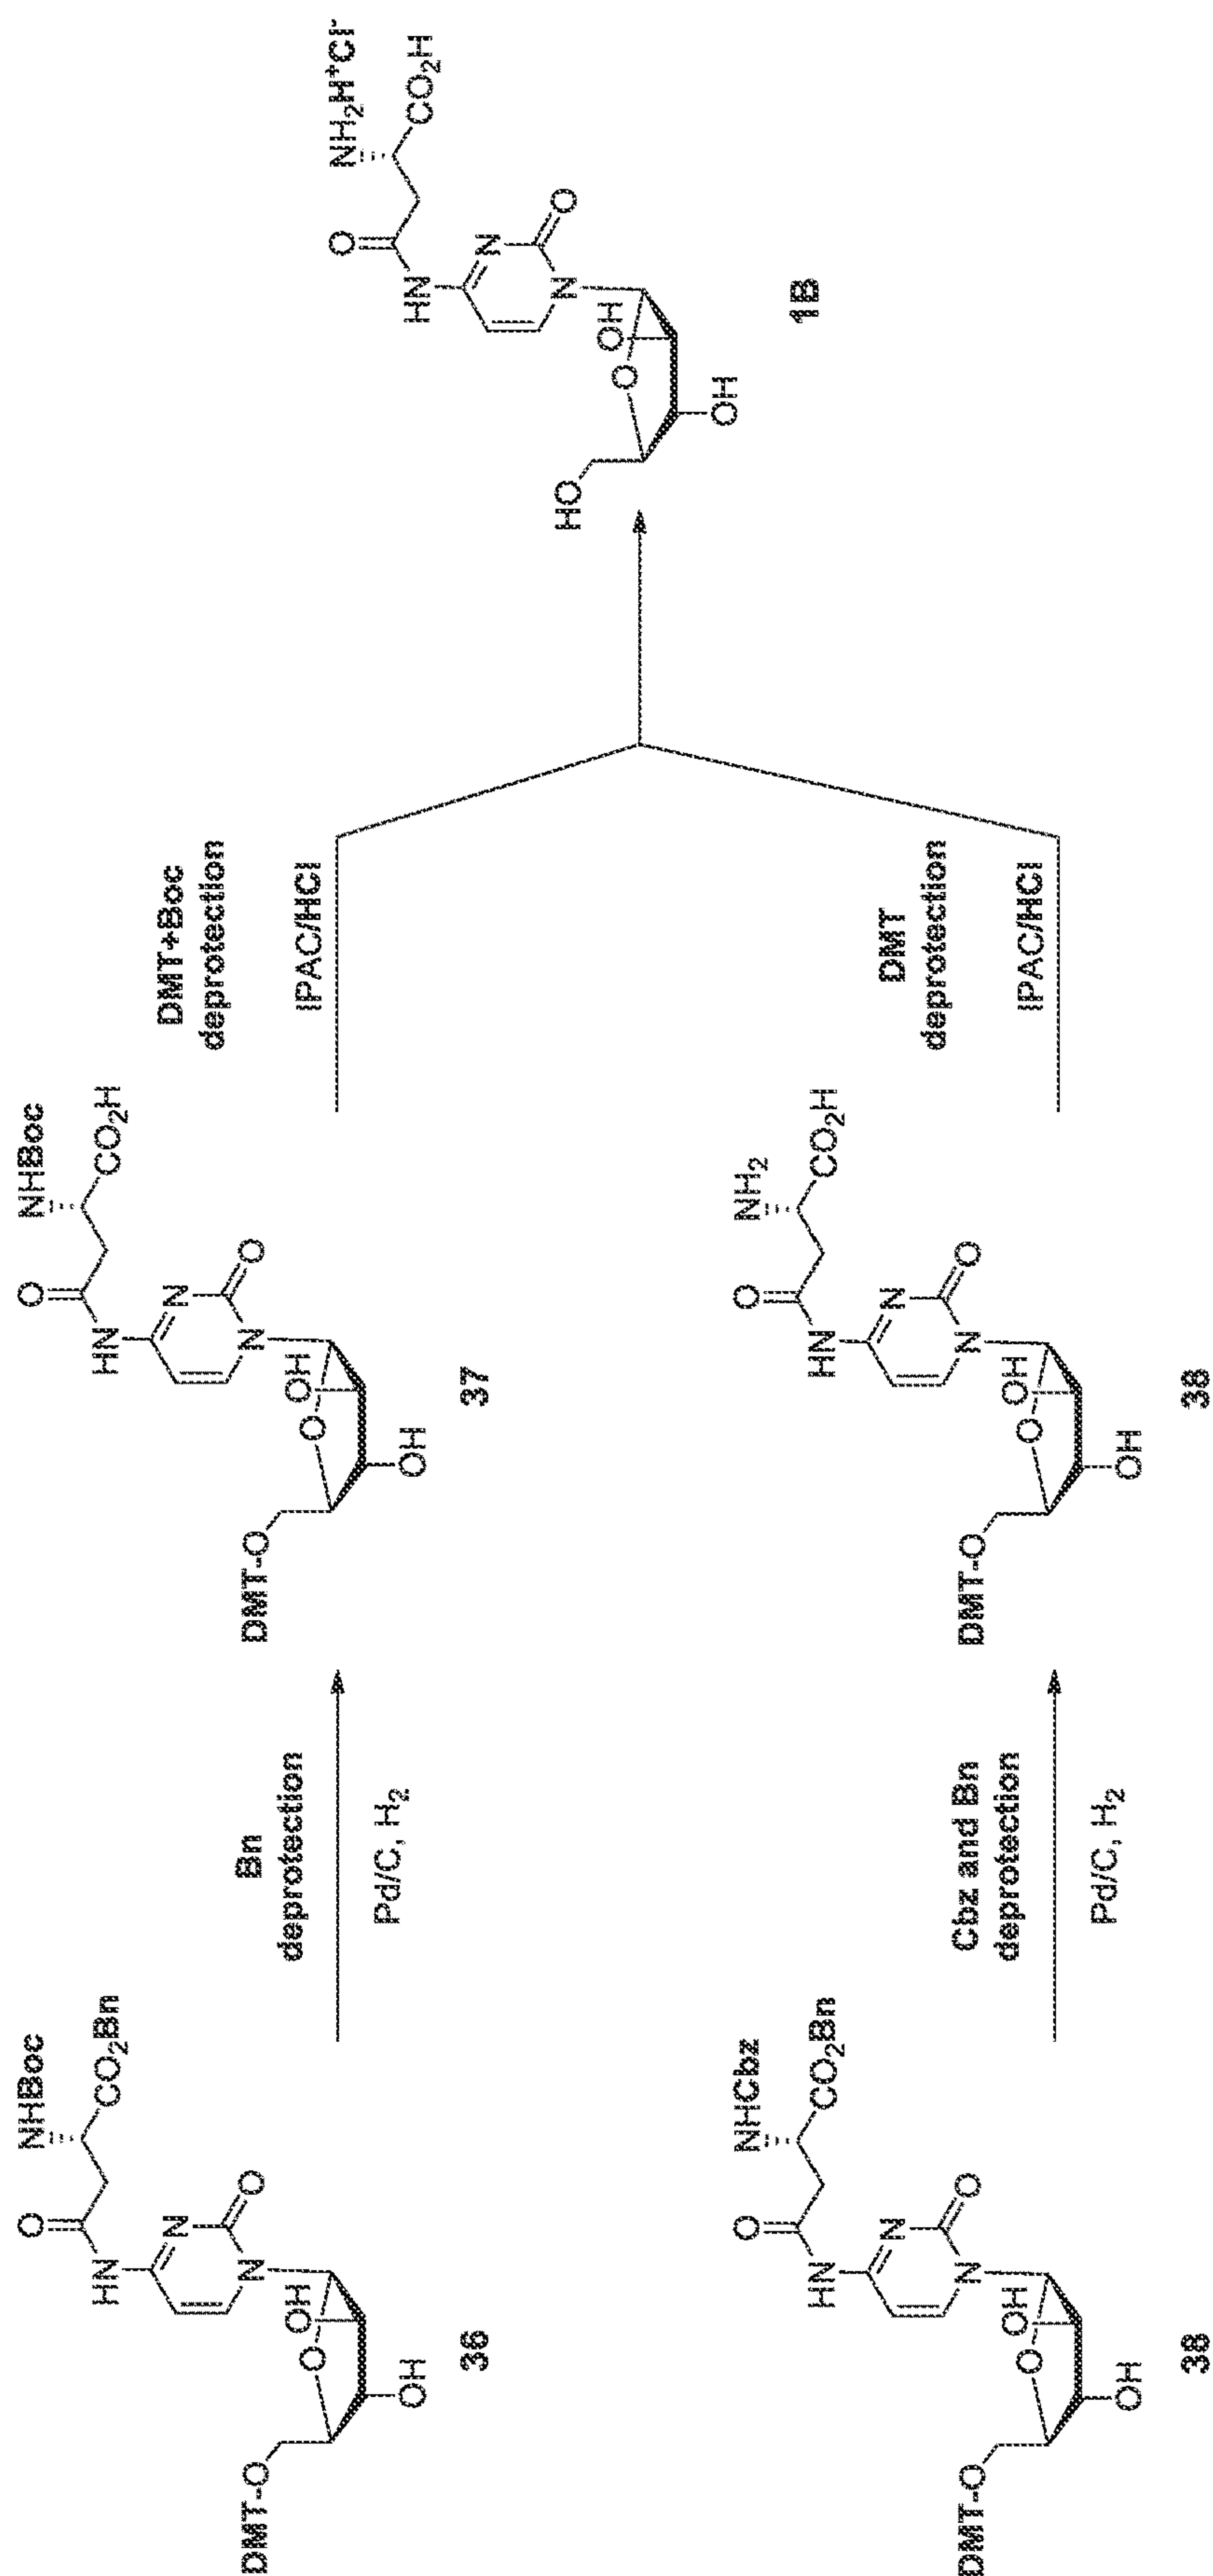 NHBoc
O
CO₂Bn
HN
N
N
O
OH
O
DMT-O
OH
36
Bn
deprotection
Pd/C, H₂
NHBoc
O
CO₂H
HN
N
N
O
OH
O
DMT-O
OH
37
DMT+Boc
deprotection
IPAC/HCl
NHCbz
O
CO₂Bn
HN
N
N
O
OH
O
DMT-O
OH
38
Cbz and Bn
deprotection
Pd/C, H₂
NH₂
O
CO₂H
HN
N
N
O
OH
O
DMT-O
OH
38
DMT
deprotection
IPAC/HCl
NH₂H⁺Cl⁻
O
CO₂H
HN
N
N
O
OH
O
HO
OH
1B